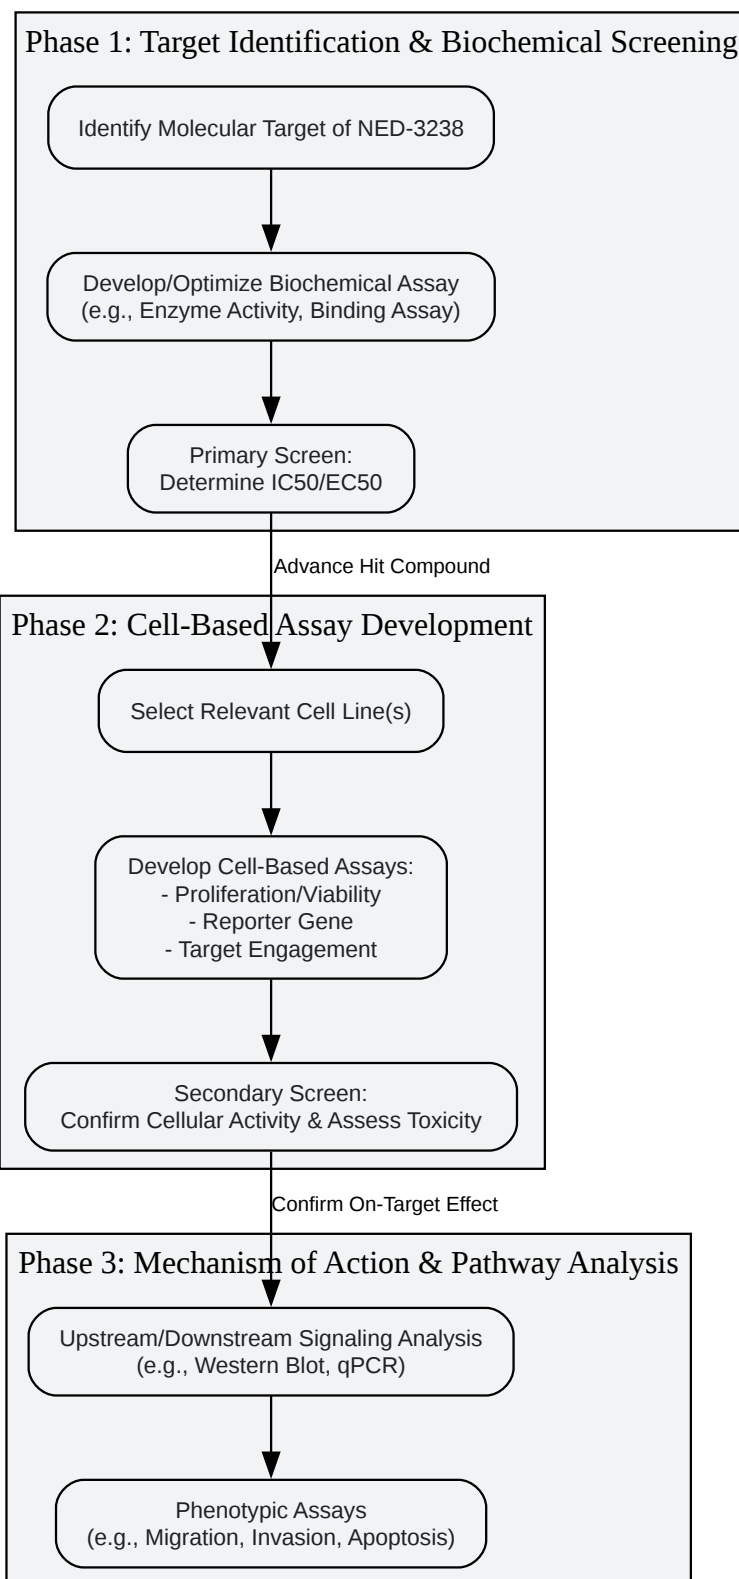 Phase 1: Target Identification & Biochemical Screening
Identify Molecular Target of NED-3238
Develop/Optimize Biochemical Assay
(e.g., Enzyme Activity, Binding Assay)
Primary Screen:
Determine IC50/EC50
Advance Hit Compound
Phase 2: Cell-Based Assay Development
Select Relevant Cell Line(s)
Develop Cell-Based Assays:
- Proliferation/Viability
- Reporter Gene
- Target Engagement
Secondary Screen:
Confirm Cellular Activity & Assess Toxicity
Confirm On-Target Effect
Phase 3: Mechanism of Action & Pathway Analysis
Upstream/Downstream Signaling Analysis
(e.g., Western Blot, qPCR)
Phenotypic Assays
(e.g., Migration, Invasion, Apoptosis)